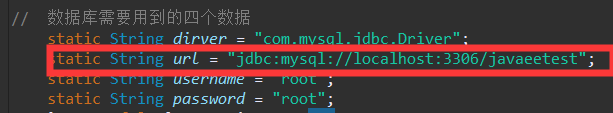 // 数据库需要用到的四个数据
static String dirver = "com.mysql.jdbc.Driver";
static String url = "jdbc:mysql://localhost:3306/javaeetest";
static String username = "root";
static String password = "root";